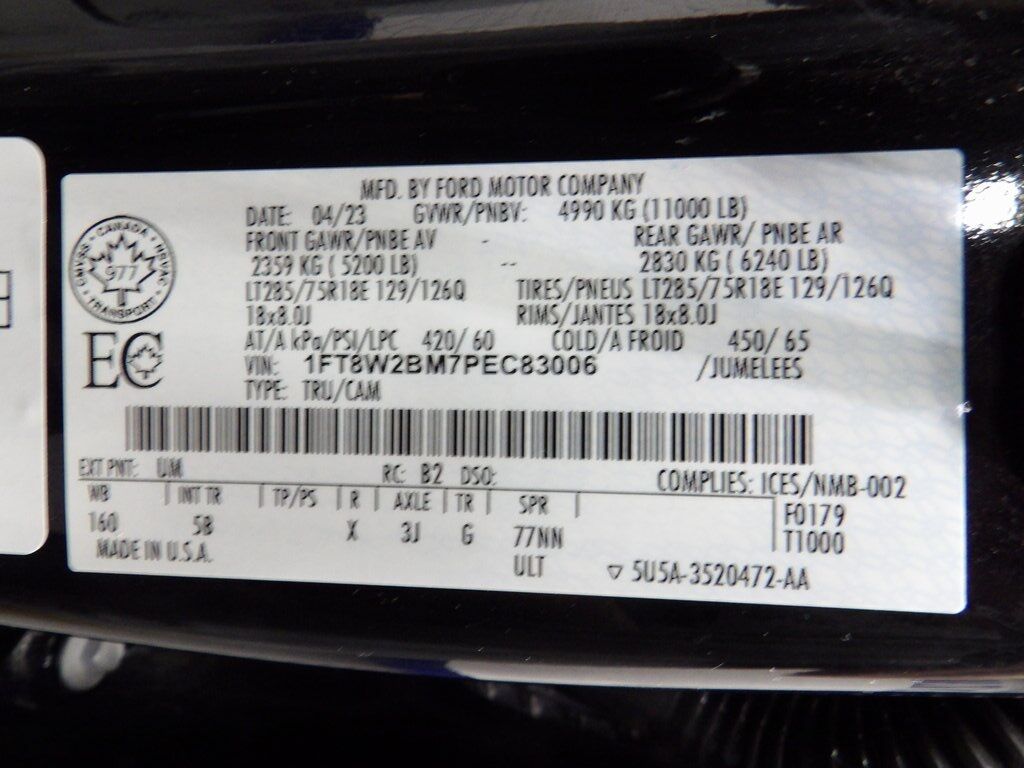 MFD. BY FORD MOTOR COMPANY
DATE: 04/23 GVWR/PNBV: 4990 KG (11000 LB)
FRONT GAWR/PNBE AV - REAR GAWR/ PNBE AR
2359 KG ( 5200 LB) -- 2830 KG ( 6240 LB)
LT285/75R18E 129/126Q TIRES/PNEUS LT285/75R18E 129/126Q
18x8.0J RIMS/JANTES 18x8.0J
AT/A kPa/PSI/LPC 420/ 60 COLD/A FROID 450/ 65
VIN: 1FT8W2BM7PEC83006 /JUMELEES
TYPE: TRU/CAM
CANADA
977
TRANSPORT
EC
EXT PNT: UM RC: B2 DSO: COMPLIES: ICES/NMB-002
WB | INT TR | TP/PS | R | AXLE | TR | SPR | F0179
160 5B X 3J G 77NN T1000
MADE IN U.S.A. ULT ▽ 5U5A-3520472-AA